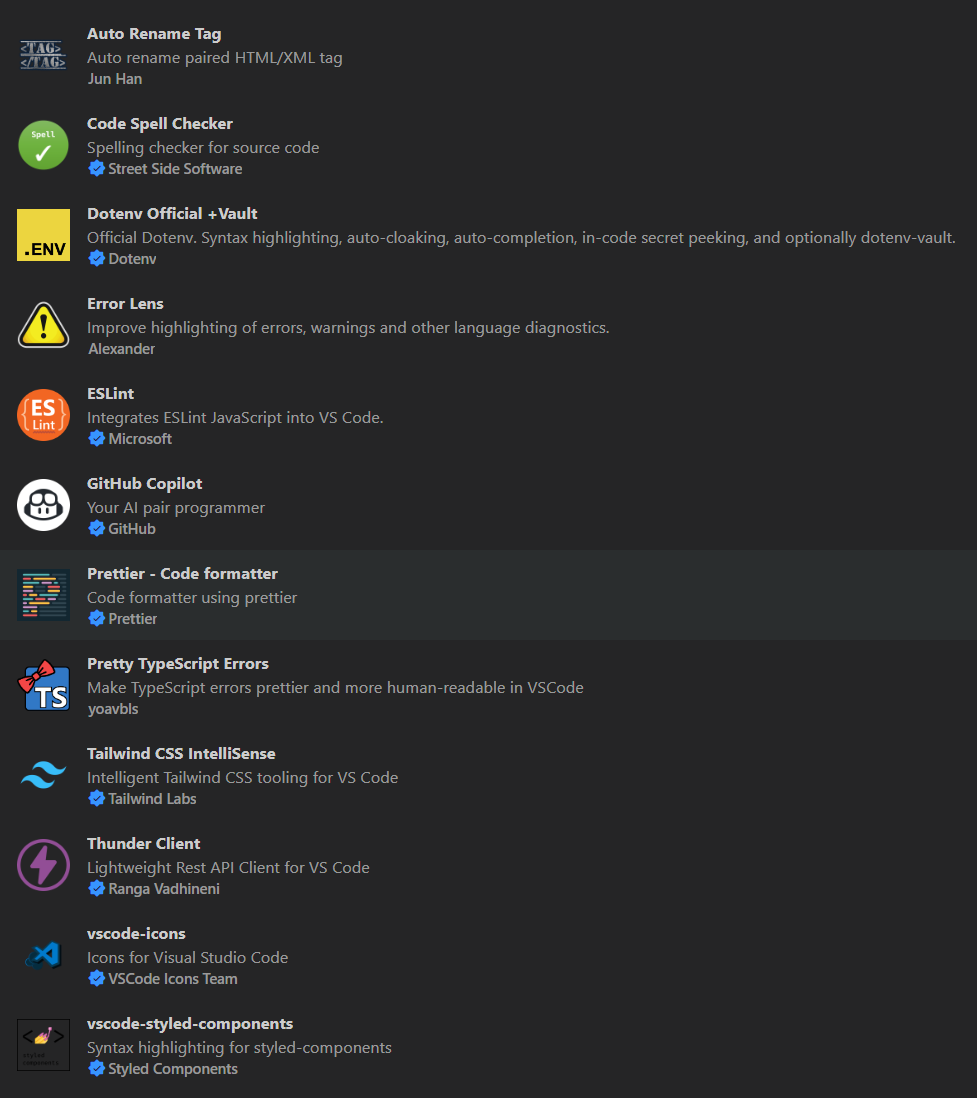 <TAG>
</TAG>
Auto Rename Tag
Auto rename paired HTML/XML tag
Jun Han
Spell
Code Spell Checker
Spelling checker for source code
Street Side Software
.ENV
Dotenv Official +Vault
Official Dotenv. Syntax highlighting, auto-cloaking, auto-completion, in-code secret peeking, and optionally dotenv-vault.
Dotenv
Error Lens
Improve highlighting of errors, warnings and other language diagnostics.
Alexander
{ES
Lint}
ESLint
Integrates ESLint JavaScript into VS Code.
Microsoft
GitHub Copilot
Your AI pair programmer
GitHub
Prettier - Code formatter
Code formatter using prettier
Prettier
TS
Pretty TypeScript Errors
Make TypeScript errors prettier and more human-readable in VSCode
yoavbls
Tailwind CSS IntelliSense
Intelligent Tailwind CSS tooling for VS Code
Tailwind Labs
Thunder Client
Lightweight Rest API Client for VS Code
Ranga Vadhineni
vscode-icons
Icons for Visual Studio Code
VSCode Icons Team
< >
styled
components
vscode-styled-components
Syntax highlighting for styled-components
Styled Components